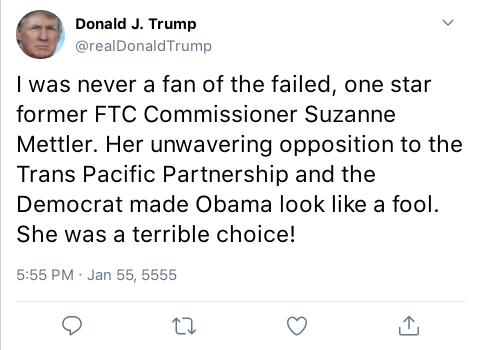 Donald J. Trump
@realDonaldTrump
I was never a fan of the failed, one star
former FTC Commissioner Suzanne
Mettler. Her unwavering opposition to the
Trans Pacific Partnership and the
Democrat made Obama look like a fool.
She was a terrible choice!
5:55 PM · Jan 55, 5555